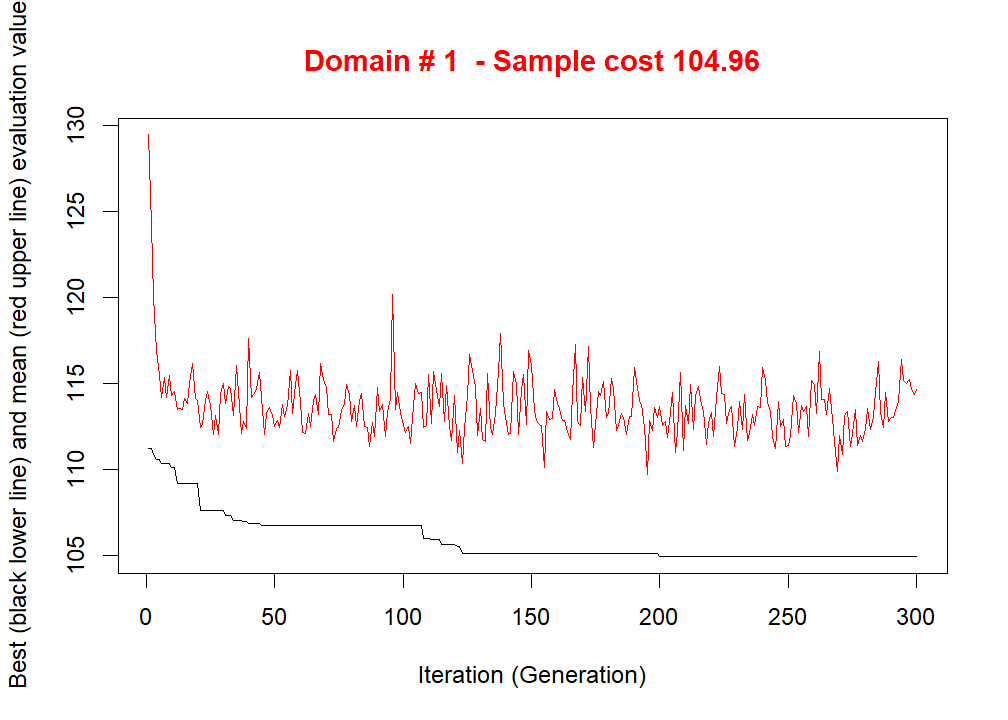 Domain # 1  - Sample cost 104.96
Best (black lower line) and mean (red upper line) evaluation value
130
125
120
115
110
105
0 50 100 150 200 250 300
Iteration (Generation)